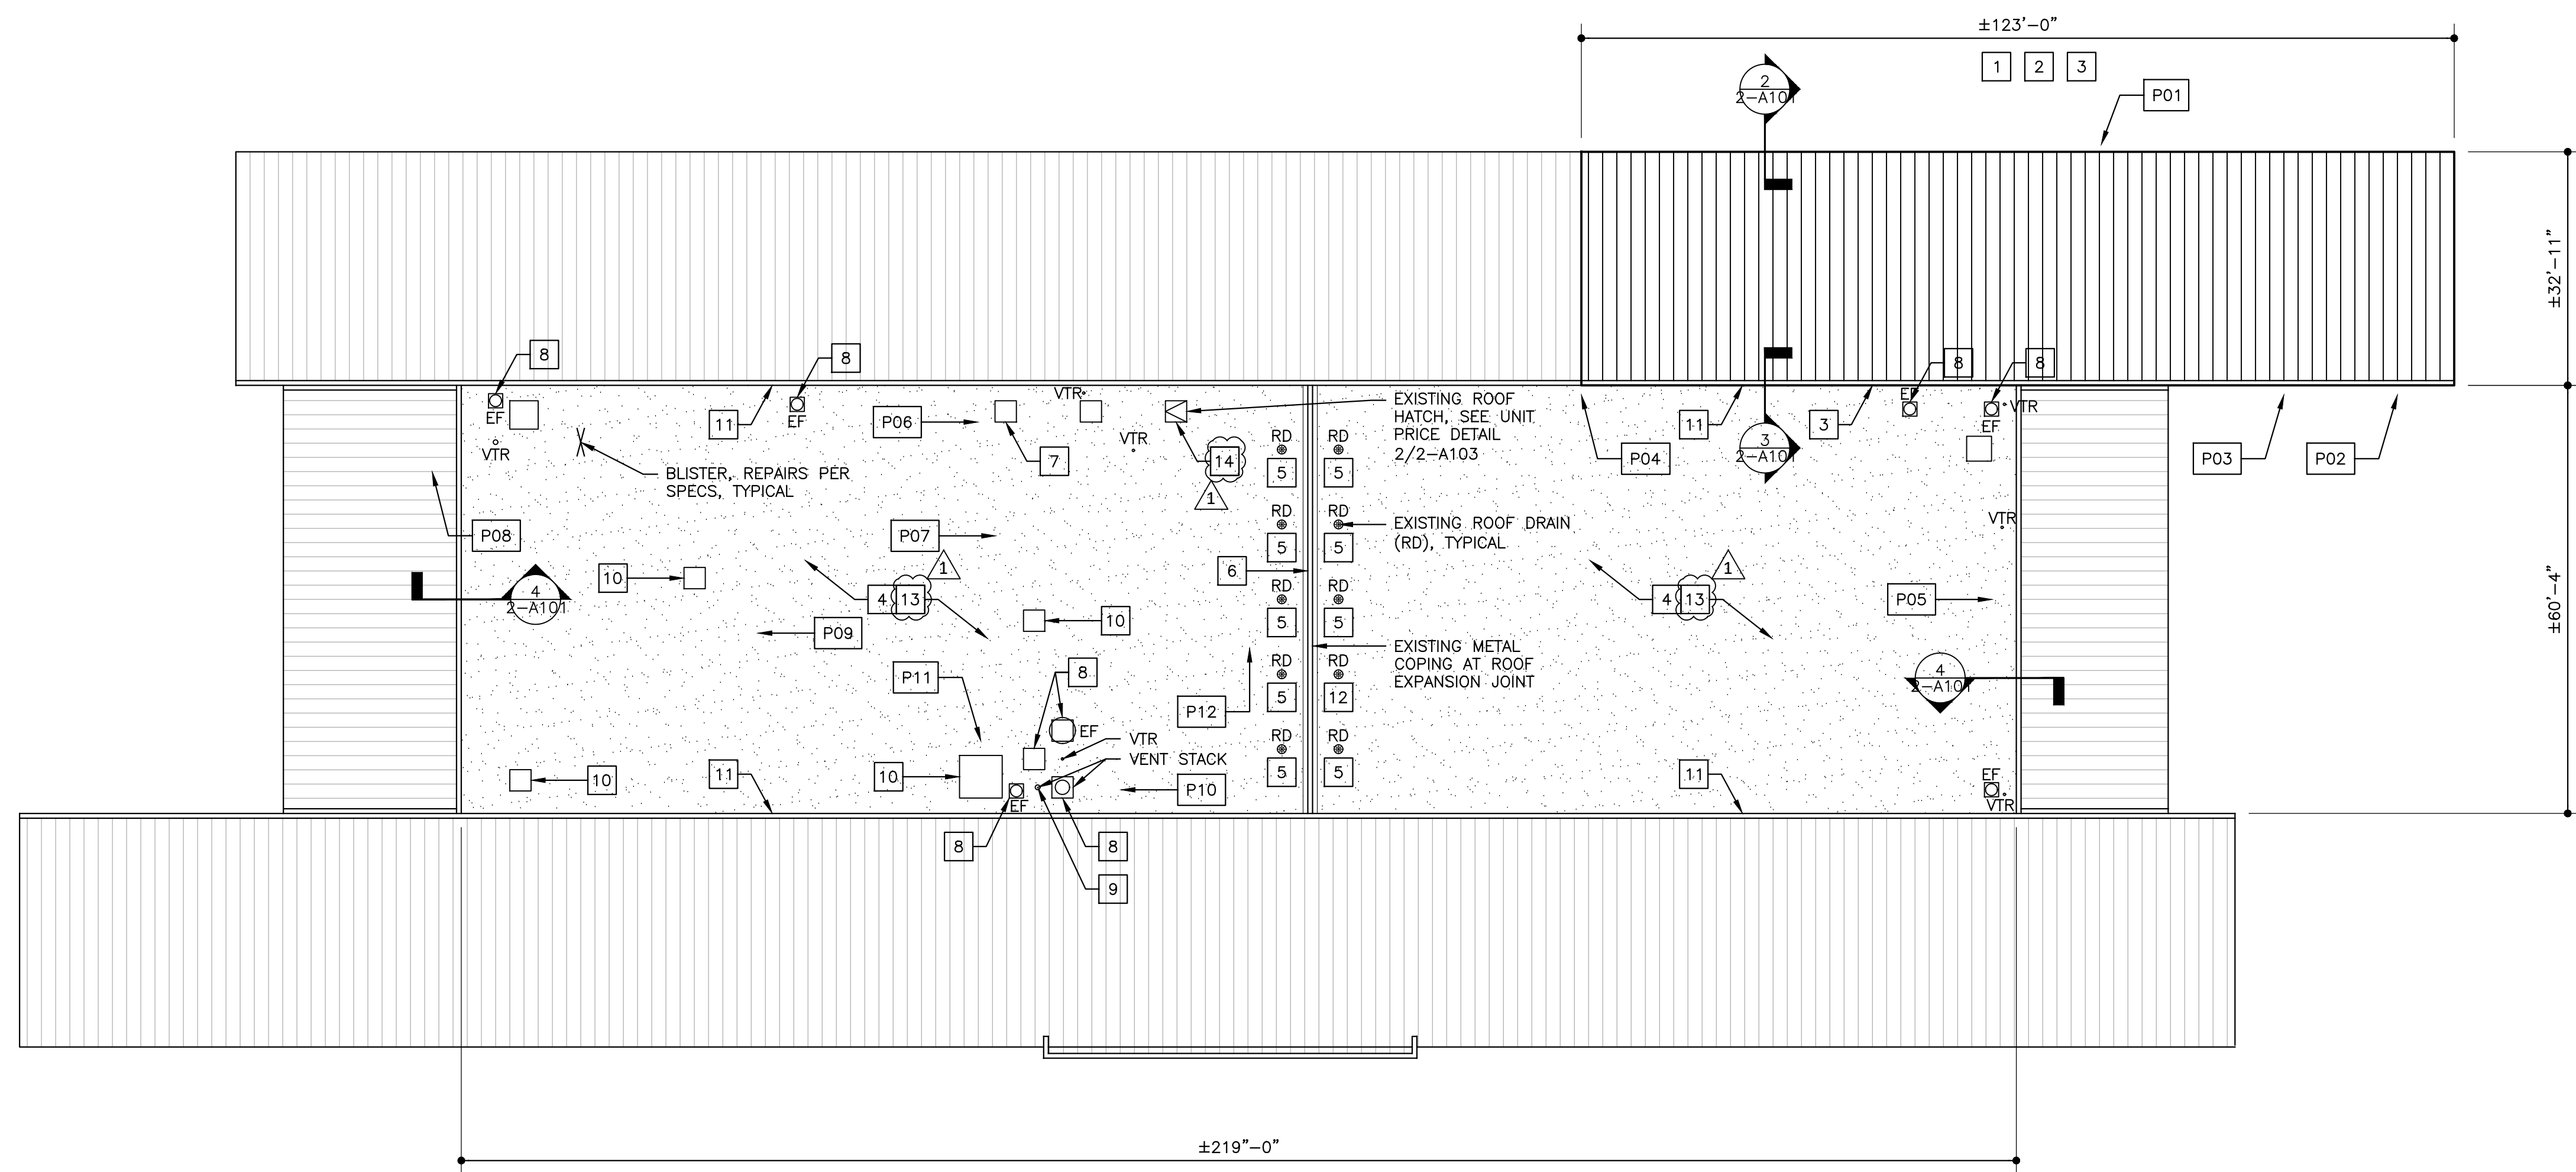 ±123'-0"
1 2 3
2
2-A101
P01
±32'-11"
8
8
8
8
EF
VTR
EF
VTR
VTR
EF
EF
VTR
11
P06
7
14
1
EXISTING ROOF
HATCH, SEE UNIT
PRICE DETAIL
2/2-A103
BLISTER, REPAIRS PER
SPECS, TYPICAL
RD
5
RD
5
P04
11
3
2-A101
3
P03
P02
P08
P07
RD
5
RD
5
EXISTING ROOF DRAIN
(RD), TYPICAL
VTR
4
2-A101
10
4
13
1
6
RD
5
RD
5
4
13
1
P05
±60'-4"
P09
10
P11
8
P12
RD
5
RD
12
EXISTING METAL
COPING AT ROOF
EXPANSION JOINT
4
2-A101
EF
VTR
VENT STACK
10
11
10
EF
P10
RD
5
RD
5
11
EF
VTR
8
8
9
±219"-0"